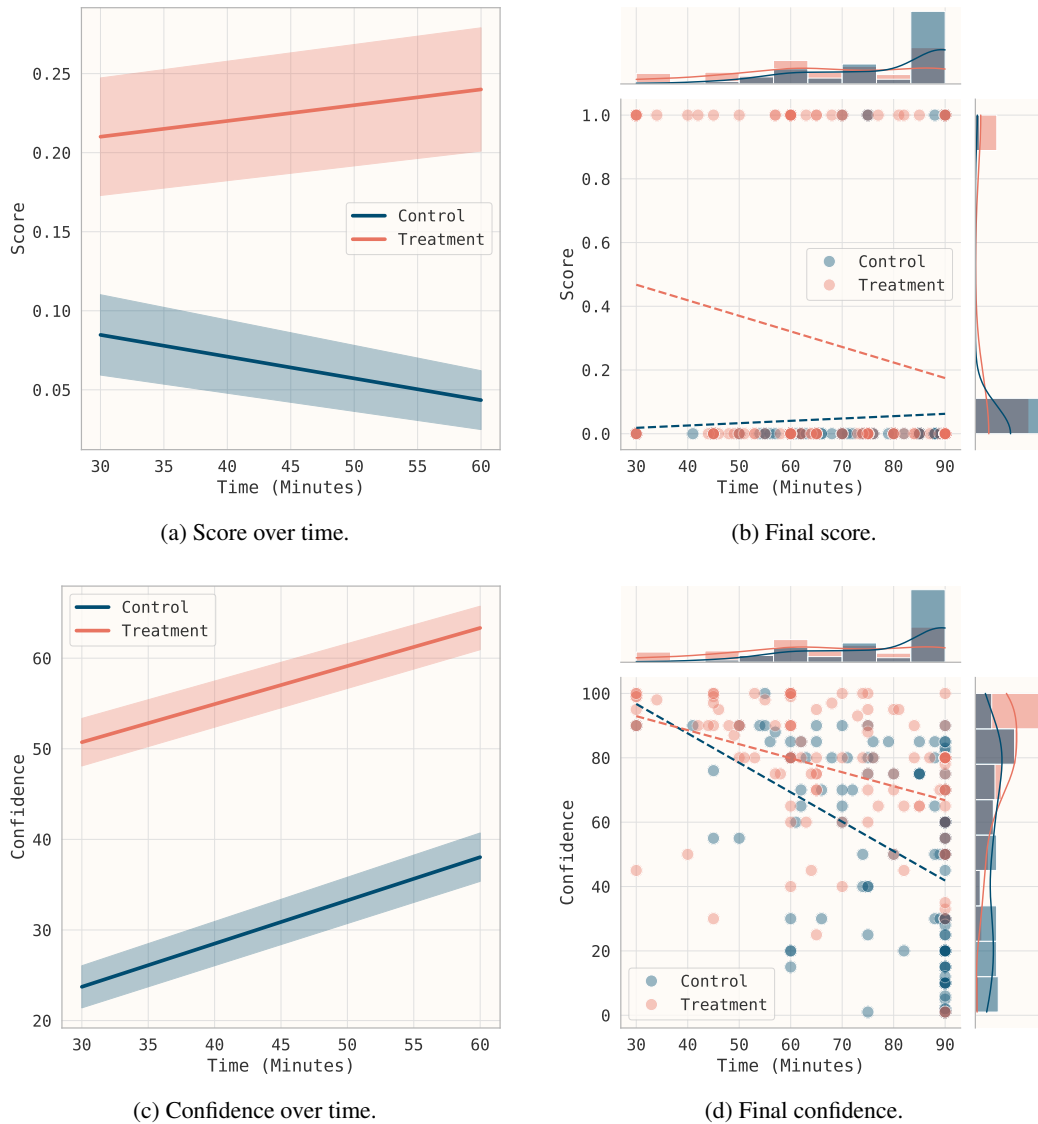 0.25
0.20
0.15
0.10
0.05
Score
Control
Treatment
30 35 40 45 50 55 60
Time (Minutes)
(a) Score over time.
1.0
0.8
0.6
0.4
0.2
0.0
Score
Control
Treatment
30 40 50 60 70 80 90
Time (Minutes)
(b) Final score.
Control
Treatment
60
50
40
30
20
Confidence
30 35 40 45 50 55 60
Time (Minutes)
(c) Confidence over time.
100
80
60
40
20
0
Confidence
Control
Treatment
30 40 50 60 70 80 90
Time (Minutes)
(d) Final confidence.